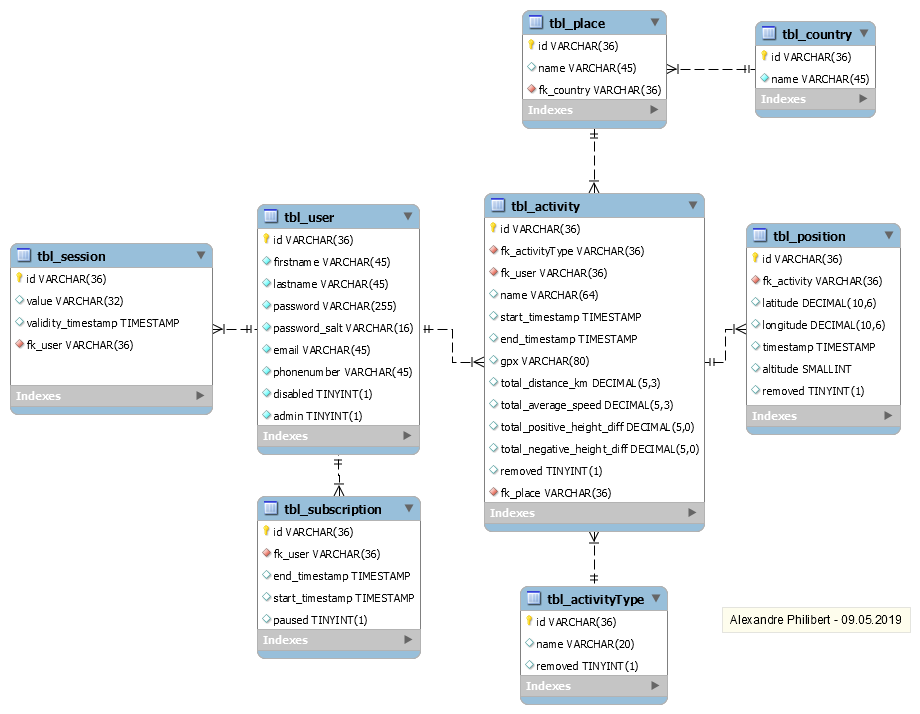 tbl_place
id VARCHAR(36)
name VARCHAR(45)
fk_country VARCHAR(36)
Indexes
tbl_country
id VARCHAR(36)
name VARCHAR(45)
Indexes
tbl_session
id VARCHAR(36)
value VARCHAR(32)
validity_timestamp TIMESTAMP
fk_user VARCHAR(36)
Indexes
tbl_user
id VARCHAR(36)
firstname VARCHAR(45)
lastname VARCHAR(45)
password VARCHAR(255)
password_salt VARCHAR(16)
email VARCHAR(45)
phonenumber VARCHAR(45)
disabled TINYINT(1)
admin TINYINT(1)
Indexes
tbl_activity
id VARCHAR(36)
fk_activityType VARCHAR(36)
fk_user VARCHAR(36)
name VARCHAR(64)
start_timestamp TIMESTAMP
end_timestamp TIMESTAMP
gpx VARCHAR(80)
total_distance_km DECIMAL(5,3)
total_average_speed DECIMAL(5,3)
total_positive_height_diff DECIMAL(5,0)
total_negative_height_diff DECIMAL(5,0)
removed TINYINT(1)
fk_place VARCHAR(36)
Indexes
tbl_position
id VARCHAR(36)
fk_activity VARCHAR(36)
latitude DECIMAL(10,6)
longitude DECIMAL(10,6)
timestamp TIMESTAMP
altitude SMALLINT
removed TINYINT(1)
Indexes
tbl_subscription
id VARCHAR(36)
fk_user VARCHAR(36)
end_timestamp TIMESTAMP
start_timestamp TIMESTAMP
paused TINYINT(1)
Indexes
tbl_activityType
id VARCHAR(36)
name VARCHAR(20)
removed TINYINT(1)
Indexes
Alexandre Philibert - 09.05.2019